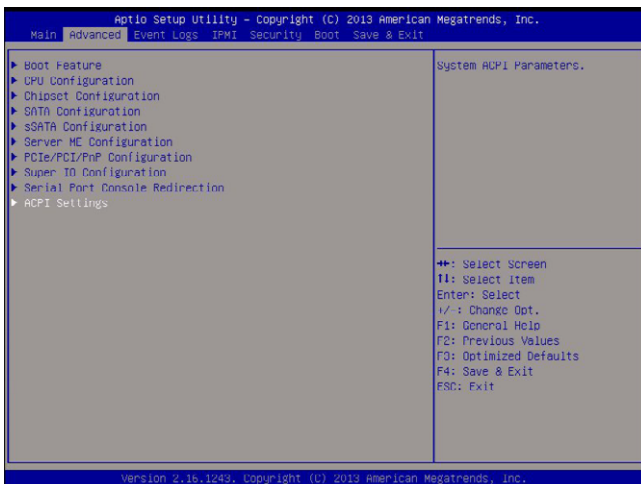 Aptio Setup Utility – Copyright (C) 2013 American Megatrends, Inc.
Main Advanced Event Logs IPMI Security Boot Save & Exit
▶ Boot Feature
▶ CPU Configuration
▶ Chipset Configuration
▶ SATA Configuration
▶ sSATA Configuration
▶ Server ME Configuration
▶ PCIe/PCI/PnP Configuration
▶ Super IO Configuration
▶ Serial Port Console Redirection
▶ ACPI Settings
System ACPI Parameters.
→←: Select Screen
↑↓: Select Item
Enter: Select
+/-: Change Opt.
F1: General Help
F2: Previous Values
F3: Optimized Defaults
F4: Save & Exit
ESC: Exit
Version 2.16.1243. Copyright (C) 2013 American Megatrends, Inc.